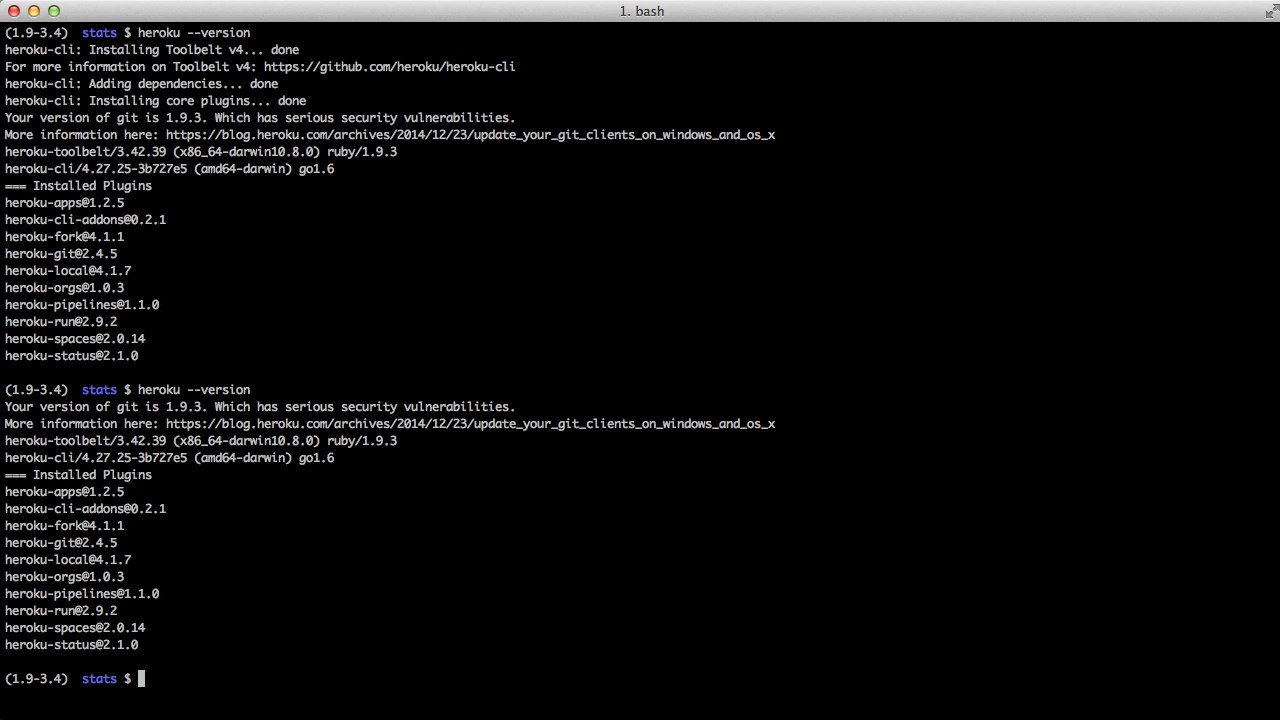 1. bash
(1.9-3.4)  stats $ heroku --version
heroku-cli: Installing Toolbelt v4... done
For more information on Toolbelt v4: https://github.com/heroku/heroku-cli
heroku-cli: Adding dependencies... done
heroku-cli: Installing core plugins... done
Your version of git is 1.9.3. Which has serious security vulnerabilities.
More information here: https://blog.heroku.com/archives/2014/12/23/update_your_git_clients_on_windows_and_os_x
heroku-toolbelt/3.42.39 (x86_64-darwin10.8.0) ruby/1.9.3
heroku-cli/4.27.25-3b727e5 (amd64-darwin) go1.6
=== Installed Plugins
heroku-apps@1.2.5
heroku-cli-addons@0.2.1
heroku-fork@4.1.1
heroku-git@2.4.5
heroku-local@4.1.7
heroku-orgs@1.0.3
heroku-pipelines@1.1.0
heroku-run@2.9.2
heroku-spaces@2.0.14
heroku-status@2.1.0
(1.9-3.4)  stats $ heroku --version
Your version of git is 1.9.3. Which has serious security vulnerabilities.
More information here: https://blog.heroku.com/archives/2014/12/23/update_your_git_clients_on_windows_and_os_x
heroku-toolbelt/3.42.39 (x86_64-darwin10.8.0) ruby/1.9.3
heroku-cli/4.27.25-3b727e5 (amd64-darwin) go1.6
=== Installed Plugins
heroku-apps@1.2.5
heroku-cli-addons@0.2.1
heroku-fork@4.1.1
heroku-git@2.4.5
heroku-local@4.1.7
heroku-orgs@1.0.3
heroku-pipelines@1.1.0
heroku-run@2.9.2
heroku-spaces@2.0.14
heroku-status@2.1.0
(1.9-3.4)  stats $